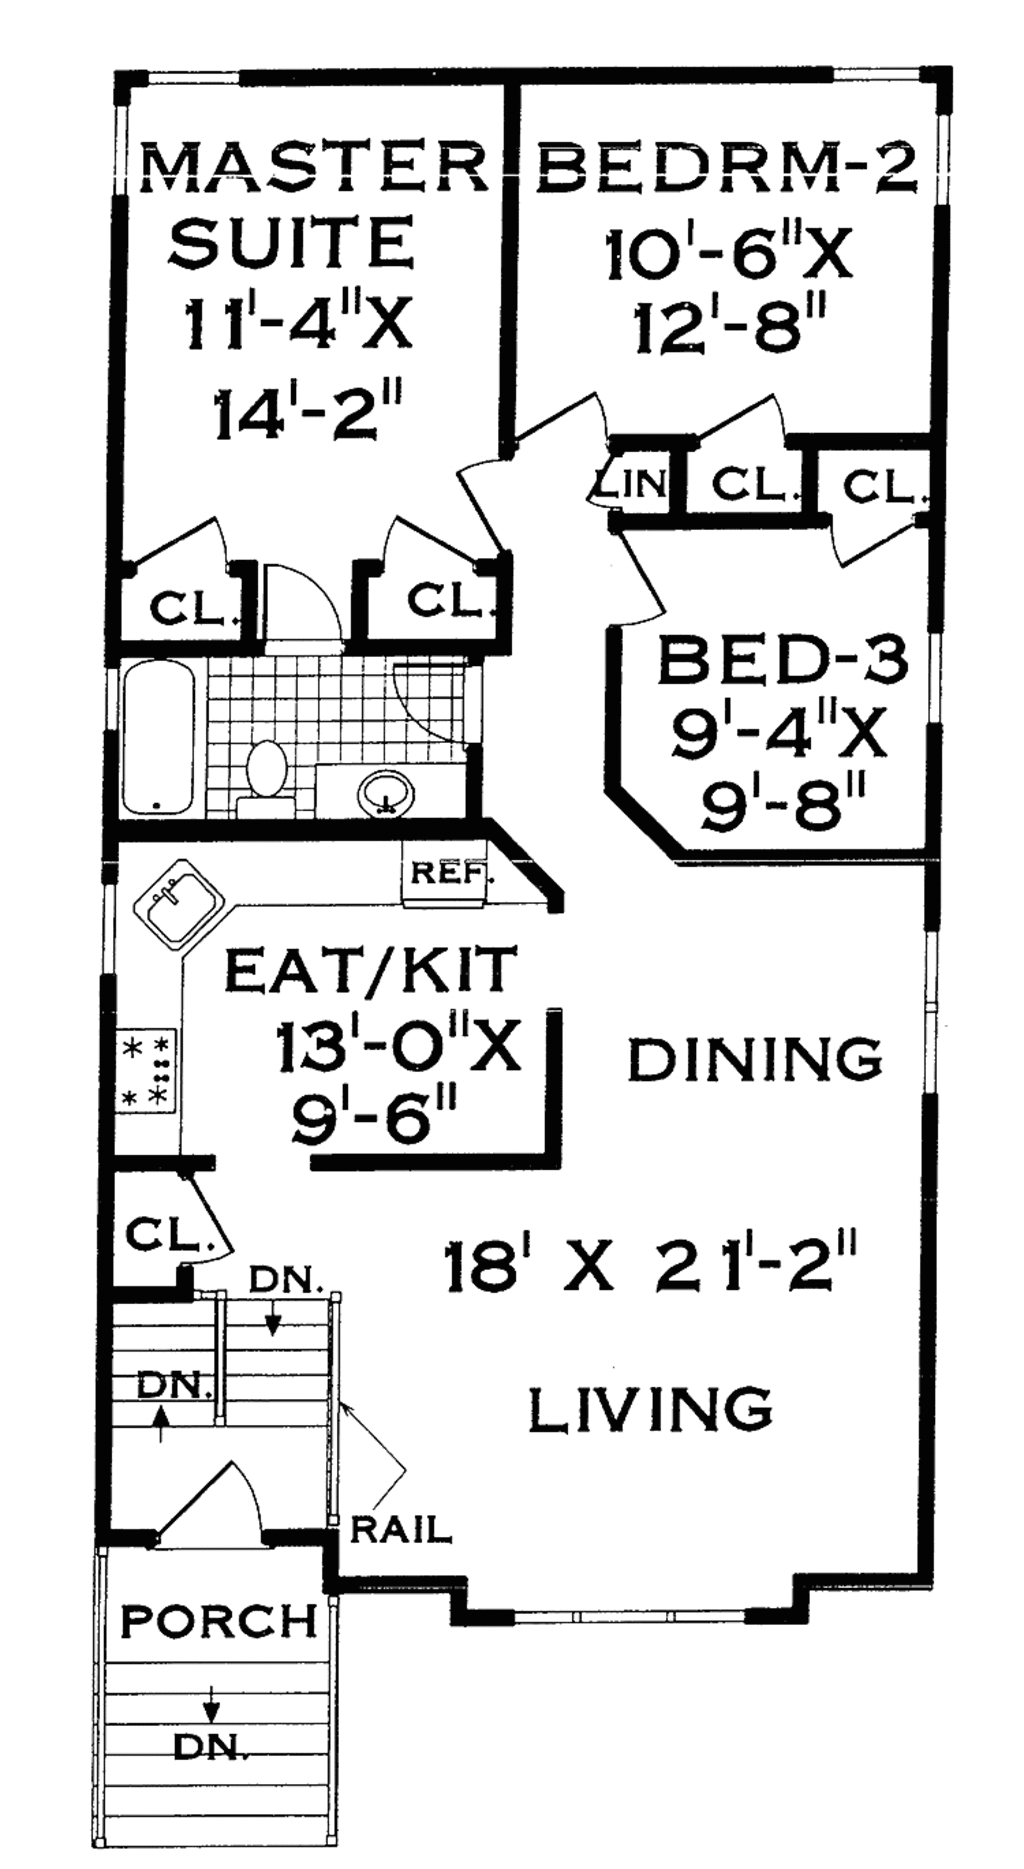 MASTER
SUITE
11'-4"X
14'-2"
BEDRM-2
10'-6"X
12'-8"
LIN
CL.
CL.
CL.
CL.
BED-3
9'-4"X
9'-8"
REF.
EAT/KIT
13'-0"X
9'-6"
DINING
CL.
18' X 21'-2"
DN.
DN.
LIVING
RAIL
PORCH
DN.